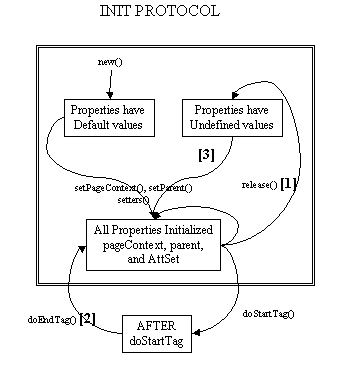 INIT PROTOCOL
new()
Properties have
Default values
Properties have
Undefined values
[3]
setPageContext(), setParent()
setters()
release() [1]
All Properties Initialized
pageContext, parent,
and AttSet
doEndTag() [2]
doStartTag()
AFTER
doStartTag